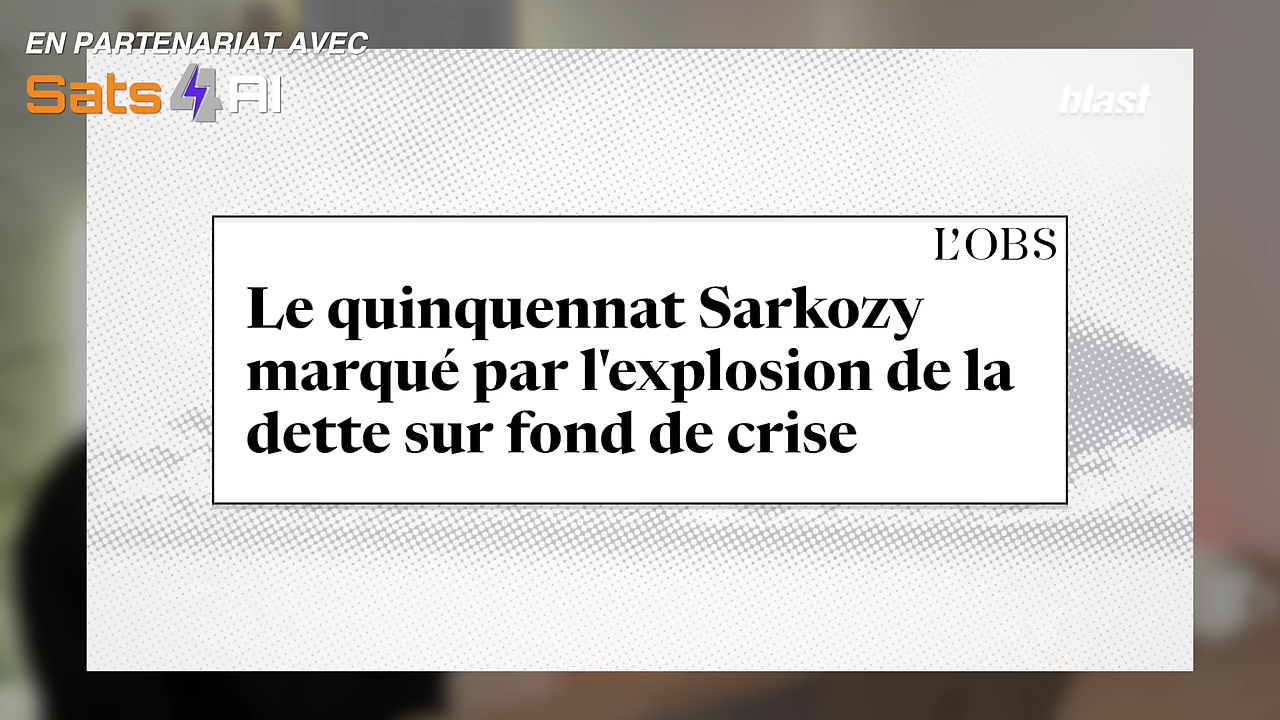 EN PARTENARIAT AVEC
Sats4AI
blast
L'OBS
Le quinquennat Sarkozy
marqué par l'explosion de la
dette sur fond de crise